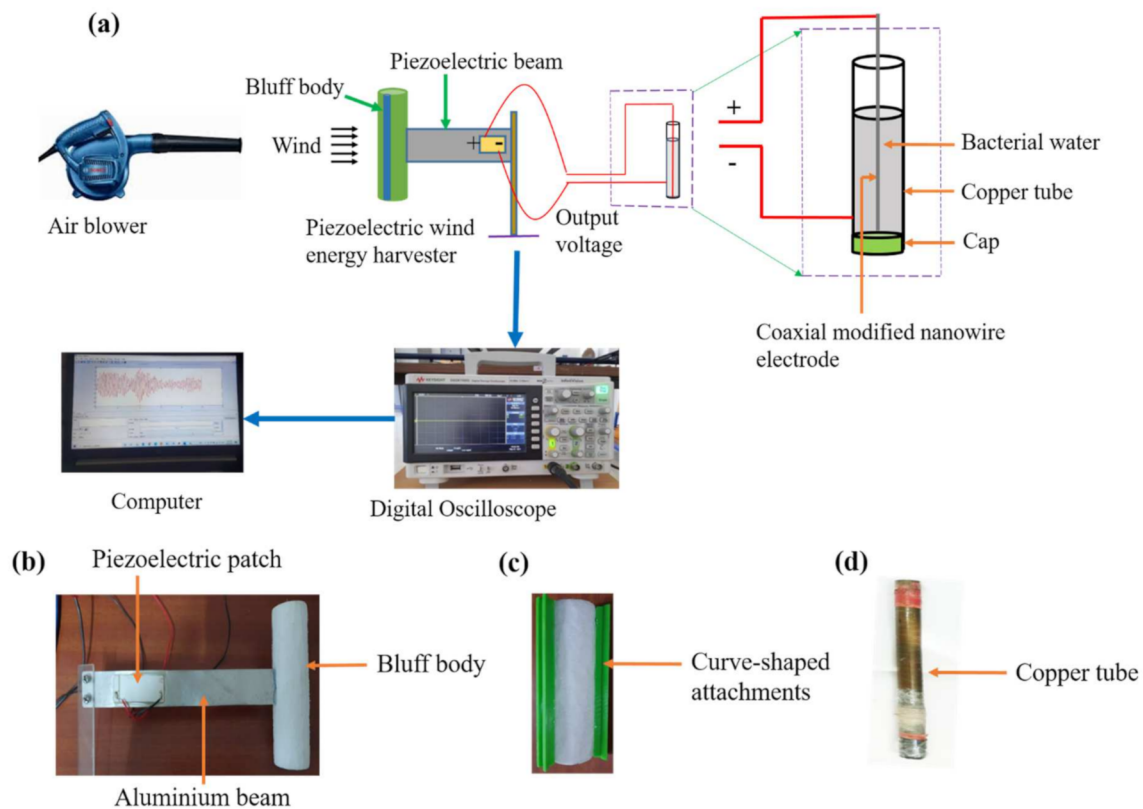 (a)
Piezoelectric beam
Bluff body
Wind
+
-
+
-
Bacterial water
Copper tube
Cap
Air blower
Piezoelectric wind
energy harvester
Output
voltage
Coaxial modified nanowire
electrode
KEYSIGHT
Computer
Digital Oscilloscope
(b)
Piezoelectric patch
Bluff body
Aluminium beam
(c)
Curve-shaped
attachments
(d)
Copper tube